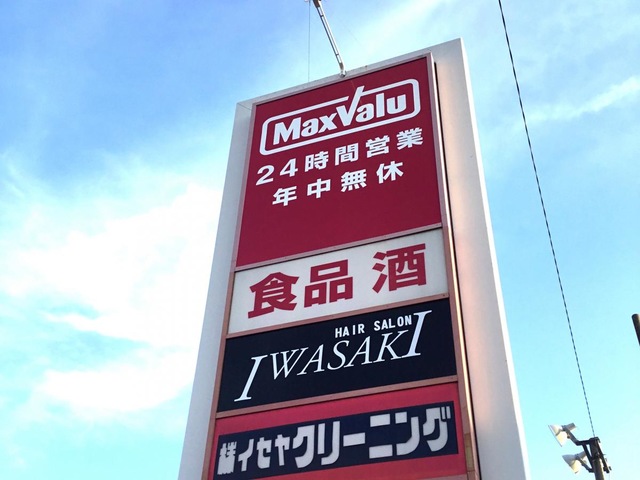 MaxValu
24時間営業
年中無休
食品 酒
HAIR SALON
IWASAKI
㈱イセヤクリーニング